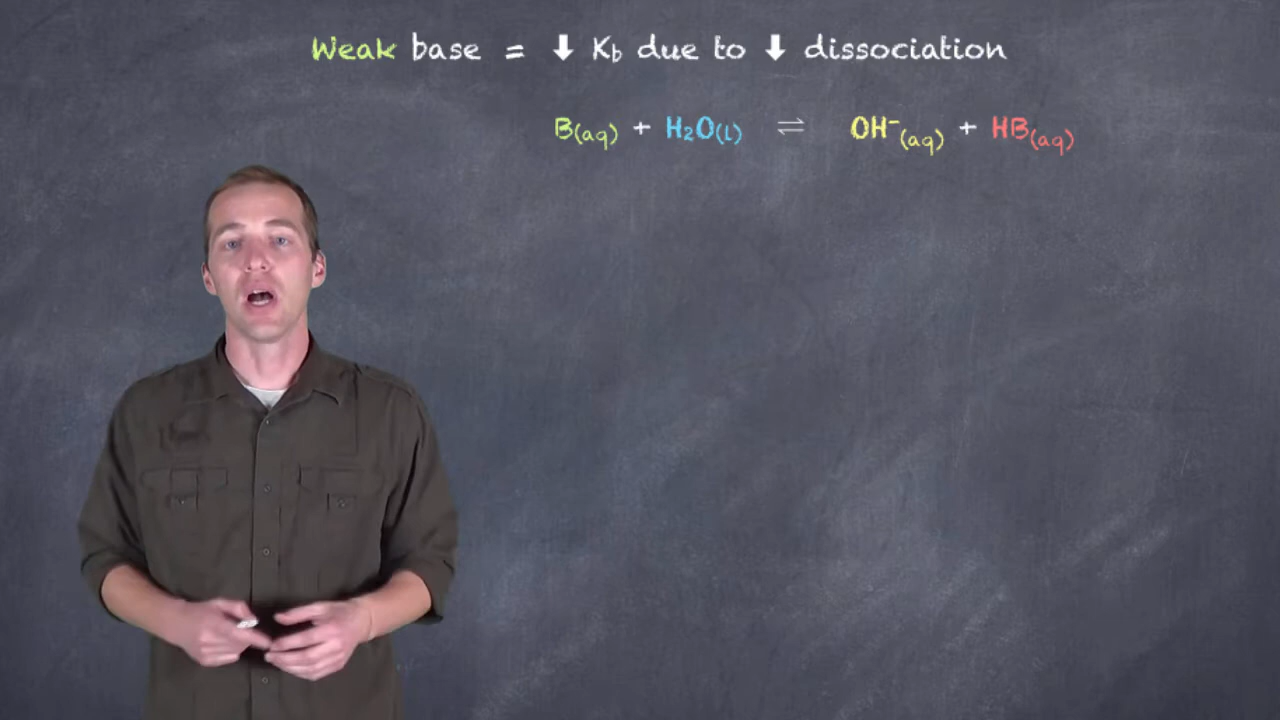 Weak base = ⬇ Kb due to ⬇ dissociation
B(aq) + H₂O(l) ⇌ OH⁻(aq) + HB(aq)